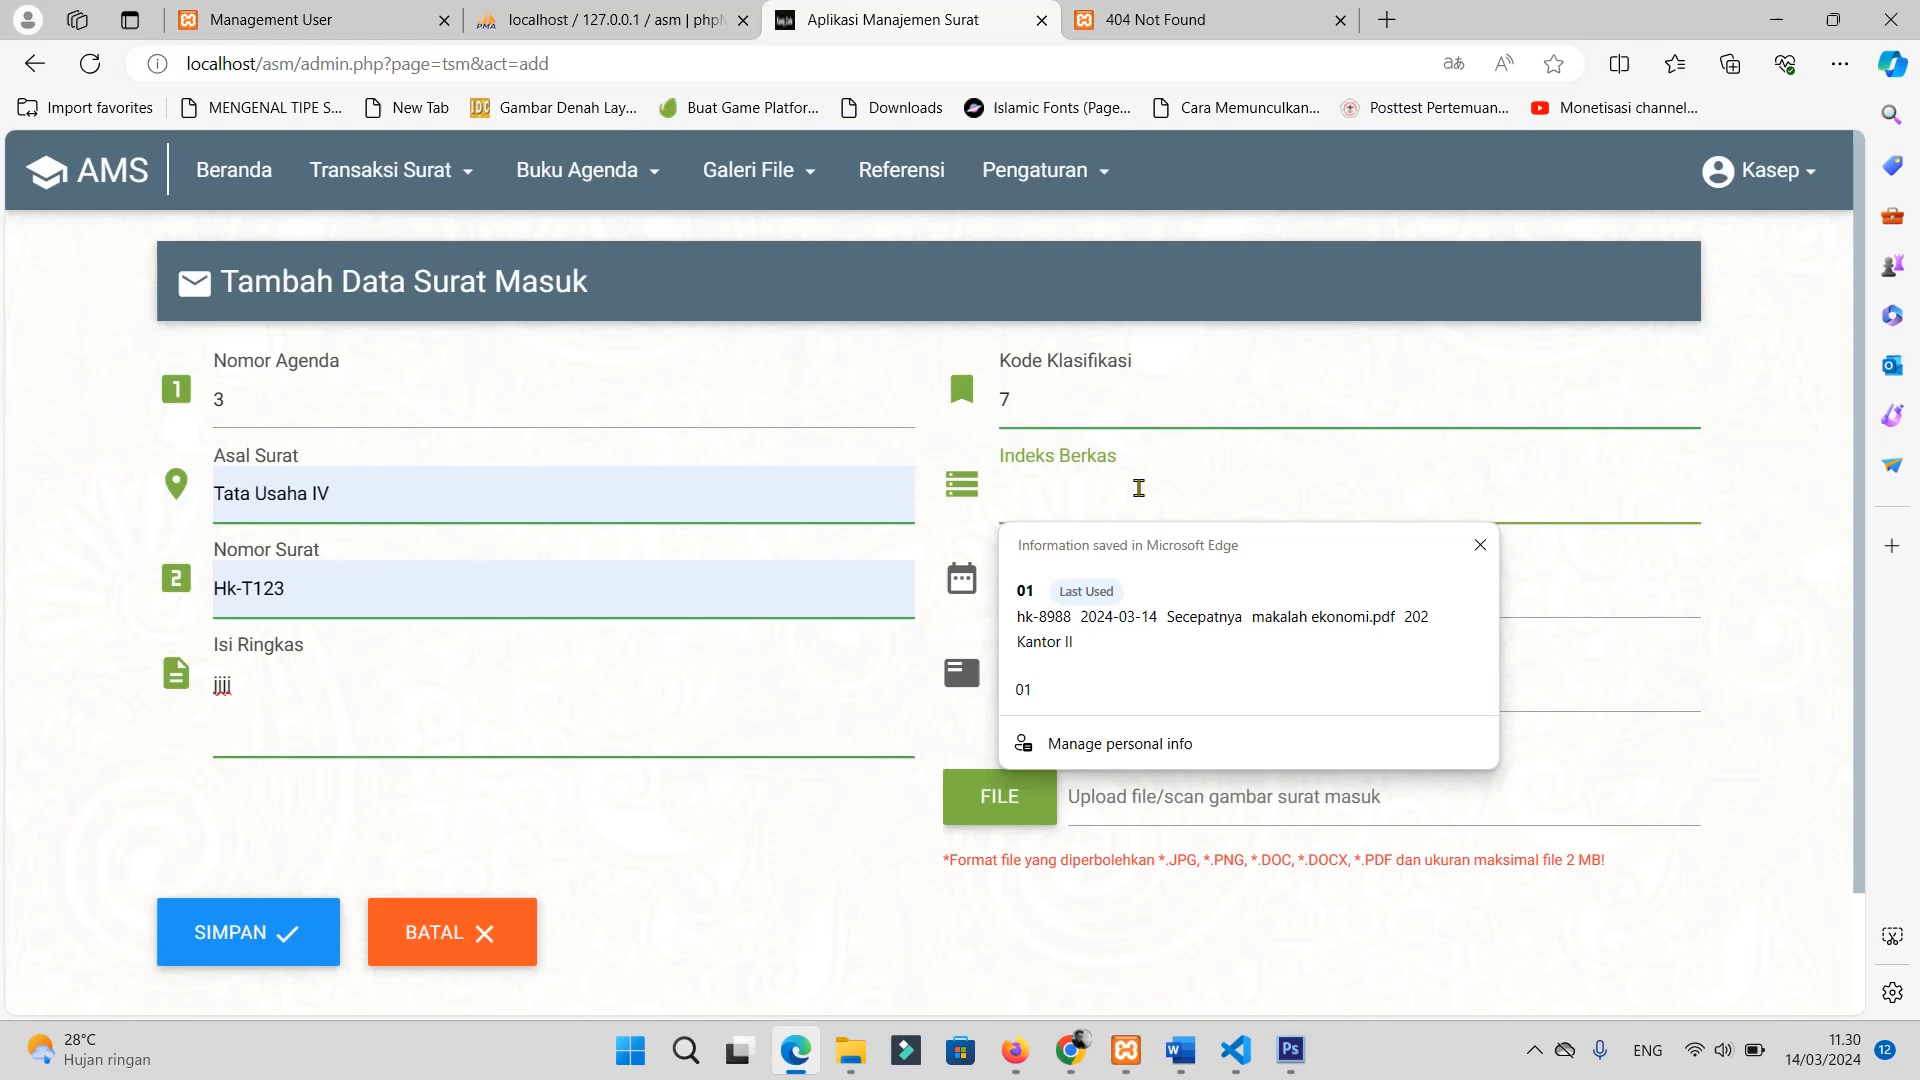 Management User
localhost / 127.0.0.1 / asm | phpM
Aplikasi Manajemen Surat
404 Not Found
localhost/asm/admin.php?page=tsm&act=add
Import favorites
MENGENAL TIPE S...
New Tab
Gambar Denah Lay...
Buat Game Platfor...
Downloads
Islamic Fonts (Page...
Cara Memunculkan...
Posttest Pertemuan...
Monetisasi channel...
AMS
Beranda
Transaksi Surat
Buku Agenda
Galeri File
Referensi
Pengaturan
Kasep
Tambah Data Surat Masuk
Nomor Agenda
3
Kode Klasifikasi
7
Asal Surat
Tata Usaha IV
Indeks Berkas
Nomor Surat
Hk-T123
Isi Ringkas
jjjj
Information saved in Microsoft Edge
01 Last Used
hk-8988 2024-03-14 Secepatnya makalah ekonomi.pdf 202
Kantor II
01
Manage personal info
FILE
Upload file/scan gambar surat masuk
*Format file yang diperbolehkan *.JPG, *.PNG, *.DOC, *.DOCX, *.PDF dan ukuran maksimal file 2 MB!
SIMPAN
BATAL
28°C
Hujan ringan
ENG
11.30
14/03/2024
12